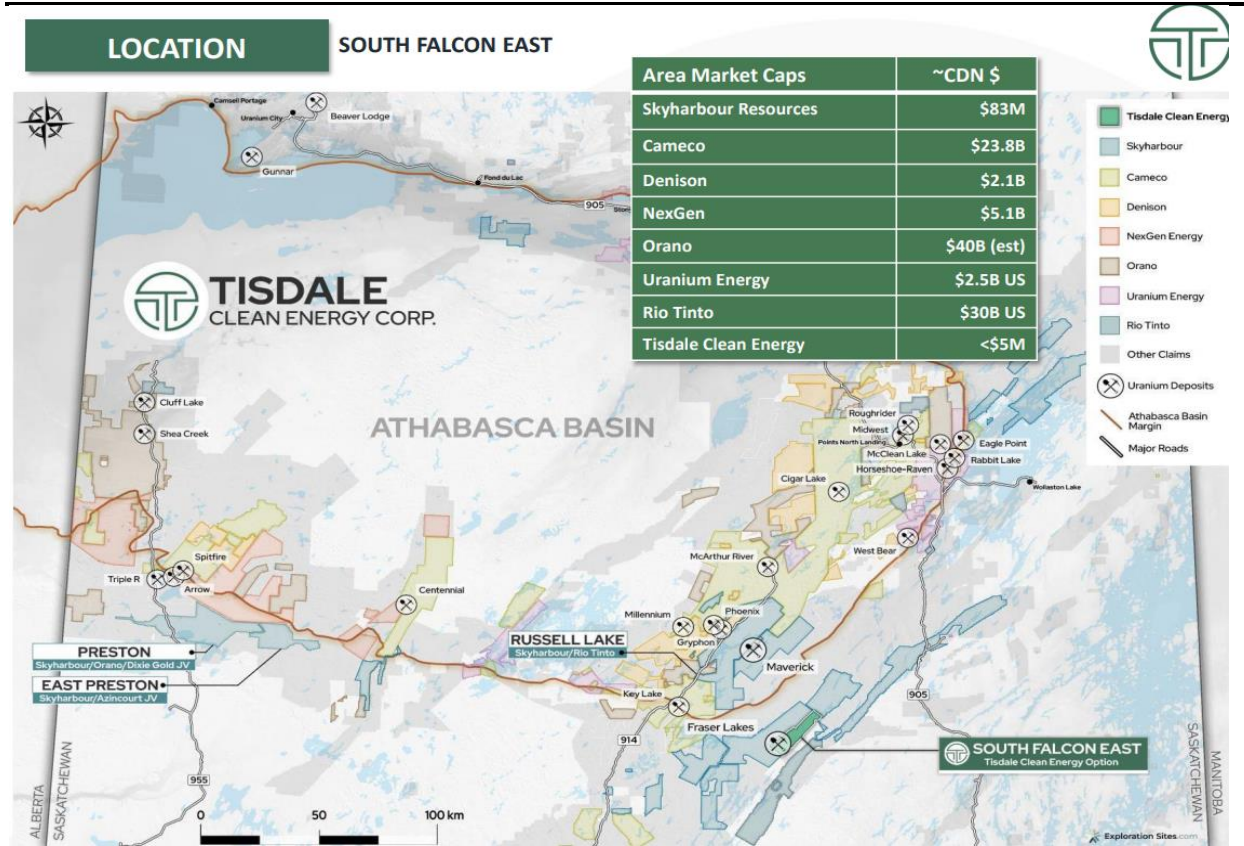 LOCATION
SOUTH FALCON EAST
Area Market Caps ~CDN $
Skyharbour Resources $83M
Cameco $23.8B
Denison $2.1B
NexGen $5.1B
Orano $40B (est)
Uranium Energy $2.5B US
Rio Tinto $30B US
Tisdale Clean Energy <$5M
Tisdale Clean Energy
Skyharbour
Cameco
Denison
NexGen Energy
Orano
Uranium Energy
Rio Tinto
Other Claims
Uranium Deposits
Athabasca Basin
Margin
Major Roads
Camsell Portage
Uranium City
Beaver Lodge
Gunnar
Fond du Lac
905
TISDALE
CLEAN ENERGY CORP.
ATHABASCA BASIN
Cluff Lake
Shea Creek
Roughrider
Midwest
Points North Landing
McClean Lake
Horseshoe-Raven
Eagle Point
Rabbit Lake
Wollaston Lake
Cigar Lake
West Bear
McArthur River
Spitfire
Triple R
Arrow
Centennial
Millennium
Phoenix
Gryphon
Maverick
RUSSELL LAKE
Skyharbour/Rio Tinto
PRESTON
Skyharbour/Orano/Dixie Gold JV
EAST PRESTON
Skyharbour/Azincourt JV
Key Lake
Fraser Lakes
905
914
955
SOUTH FALCON EAST
Tisdale Clean Energy Option
ALBERTA
SASKATCHEWAN
SASKATCHEWAN
MANITOBA
0 50 100 km
Exploration Sites.com